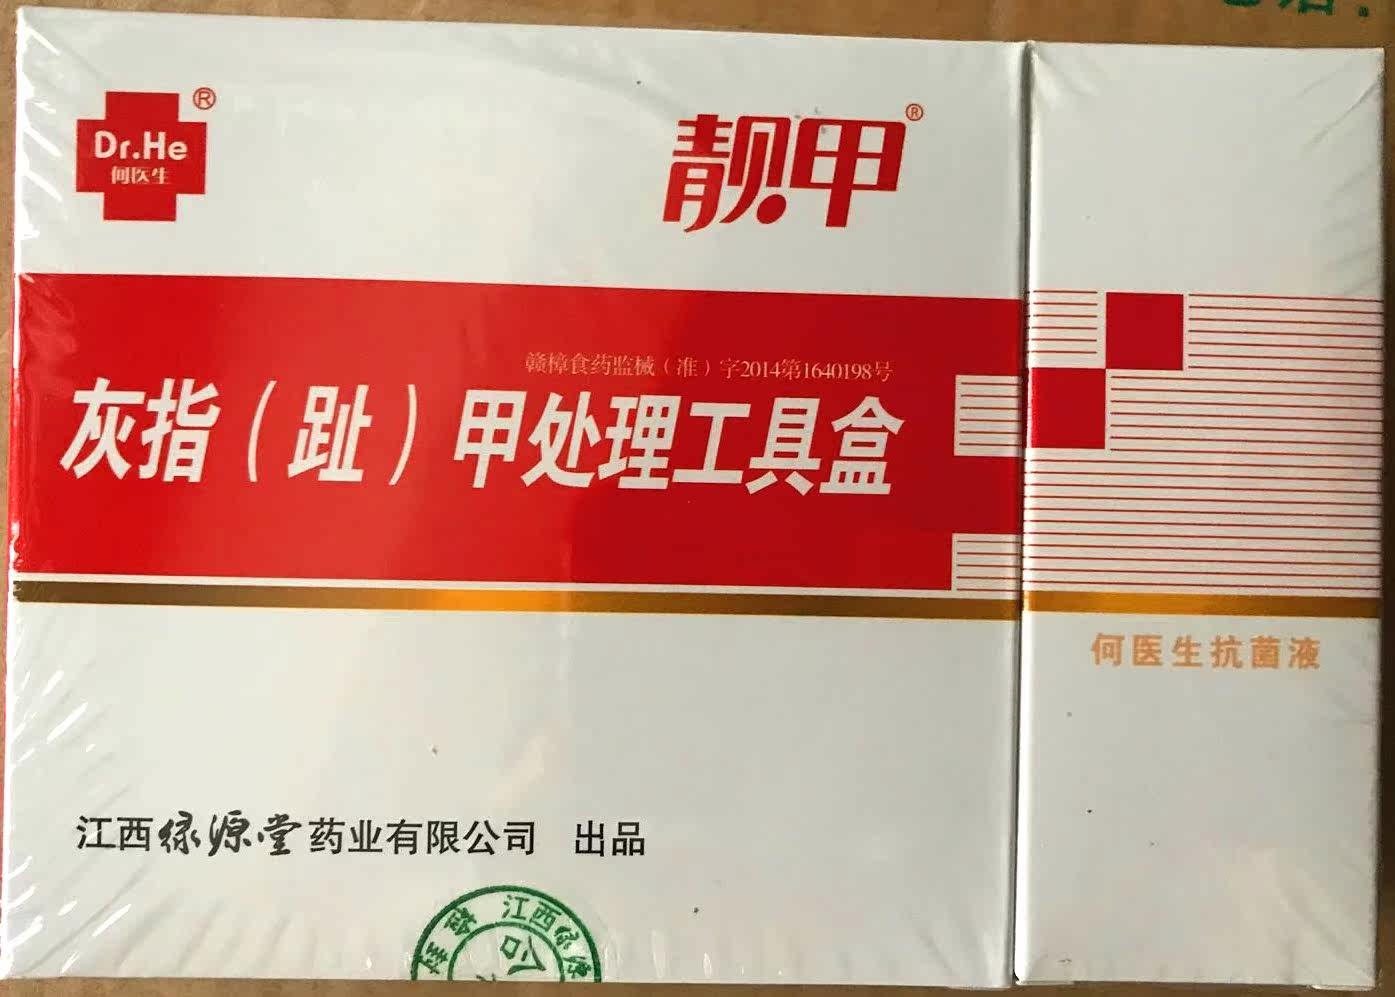 Dr.He
何医生
®
靓甲®
赣樟食药监械（准）字2014第1640198号
灰指（趾）甲处理工具盒
何医生抗菌液
江西绿源堂药业有限公司 出品
江西绿源